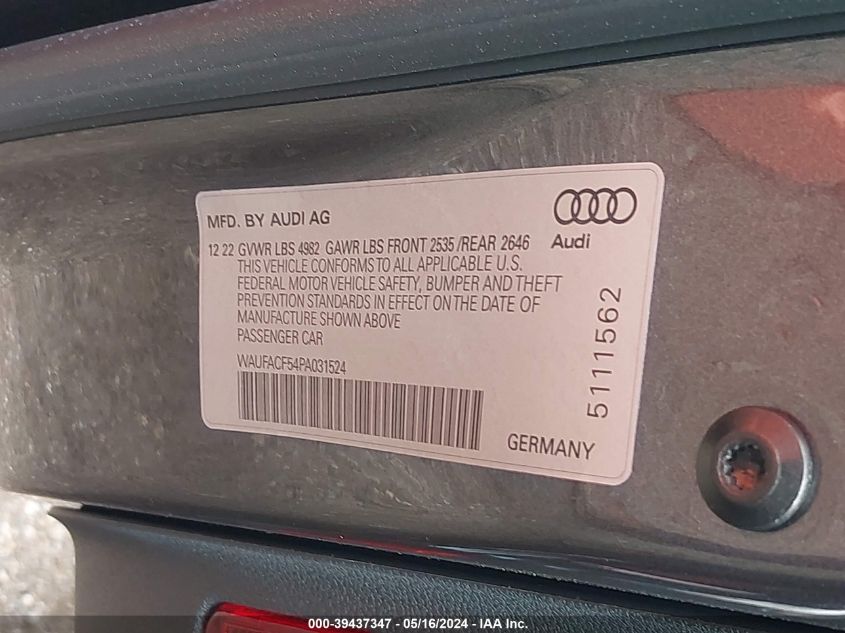 MFD. BY AUDI AG
Audi
12 22 GVWR LBS 4982 GAWR LBS FRONT 2535 /REAR 2646
THIS VEHICLE CONFORMS TO ALL APPLICABLE U.S.
FEDERAL MOTOR VEHICLE SAFETY, BUMPER AND THEFT
PREVENTION STANDARDS IN EFFECT ON THE DATE OF
MANUFACTURE SHOWN ABOVE
PASSENGER CAR
WAUFACF54PA031524
5111562
GERMANY
000-39437347 - 05/16/2024 - IAA Inc.